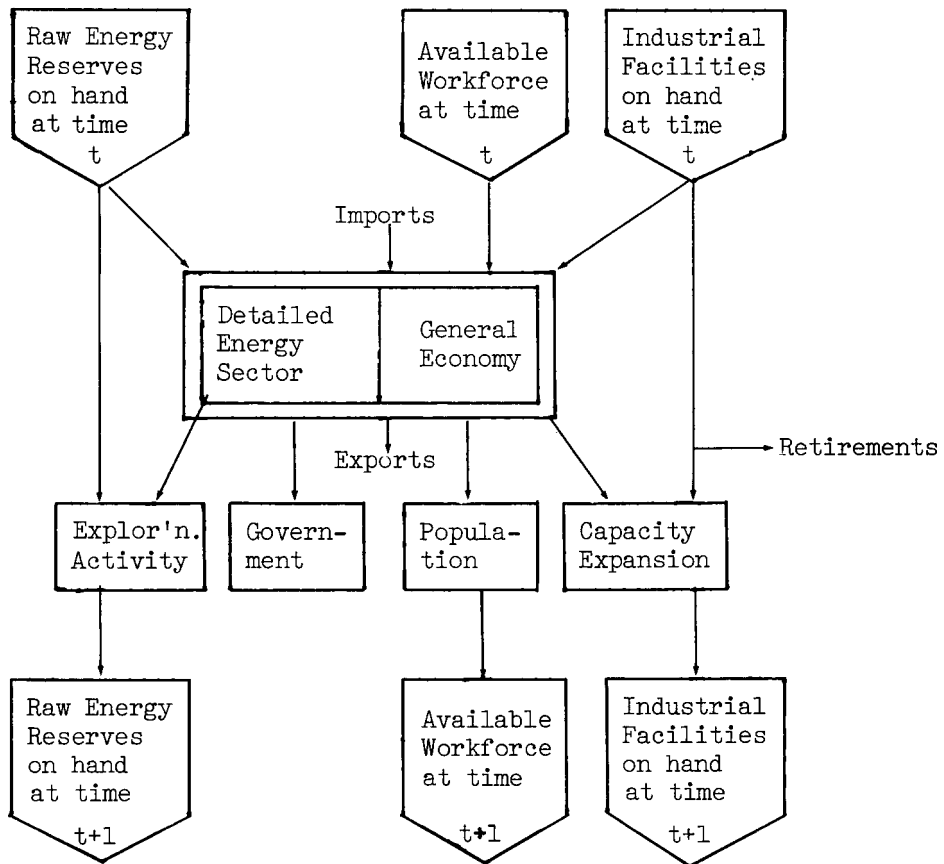 Raw Energy
Reserves
on hand
at time
t
Available
Workforce
at time
t
Industrial
Facilities
on hand
at time
t
Imports
Detailed
Energy
Sector
General
Economy
Exports
Retirements
Explor'n.
Activity
Govern-
ment
Popula-
tion
Capacity
Expansion
Raw Energy
Reserves
on hand
at time
t+1
Available
Workforce
at time
t+1
Industrial
Facilities
on hand
at time
t+1